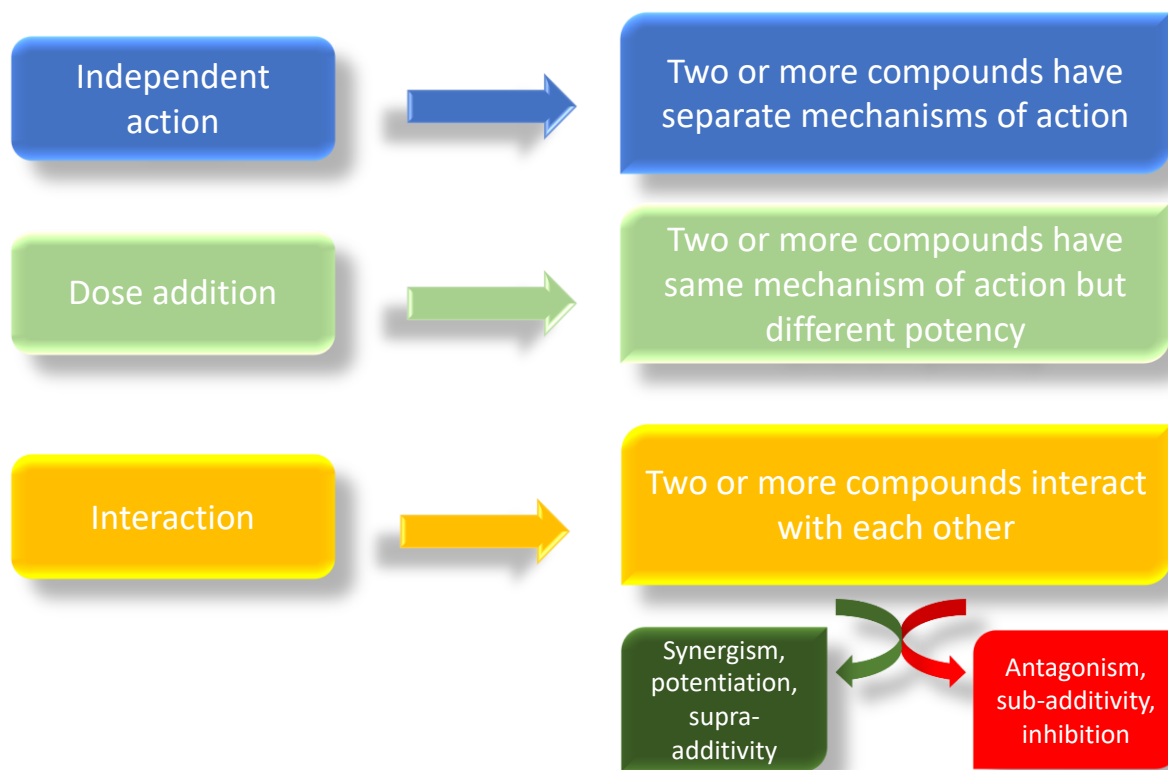 Independent
action
Two or more compounds have
separate mechanisms of action
Dose addition
Two or more compounds have
same mechanism of action but
different potency
Interaction
Two or more compounds interact
with each other
Synergism,
potentiation,
supra-
additivity
Antagonism,
sub-additivity,
inhibition